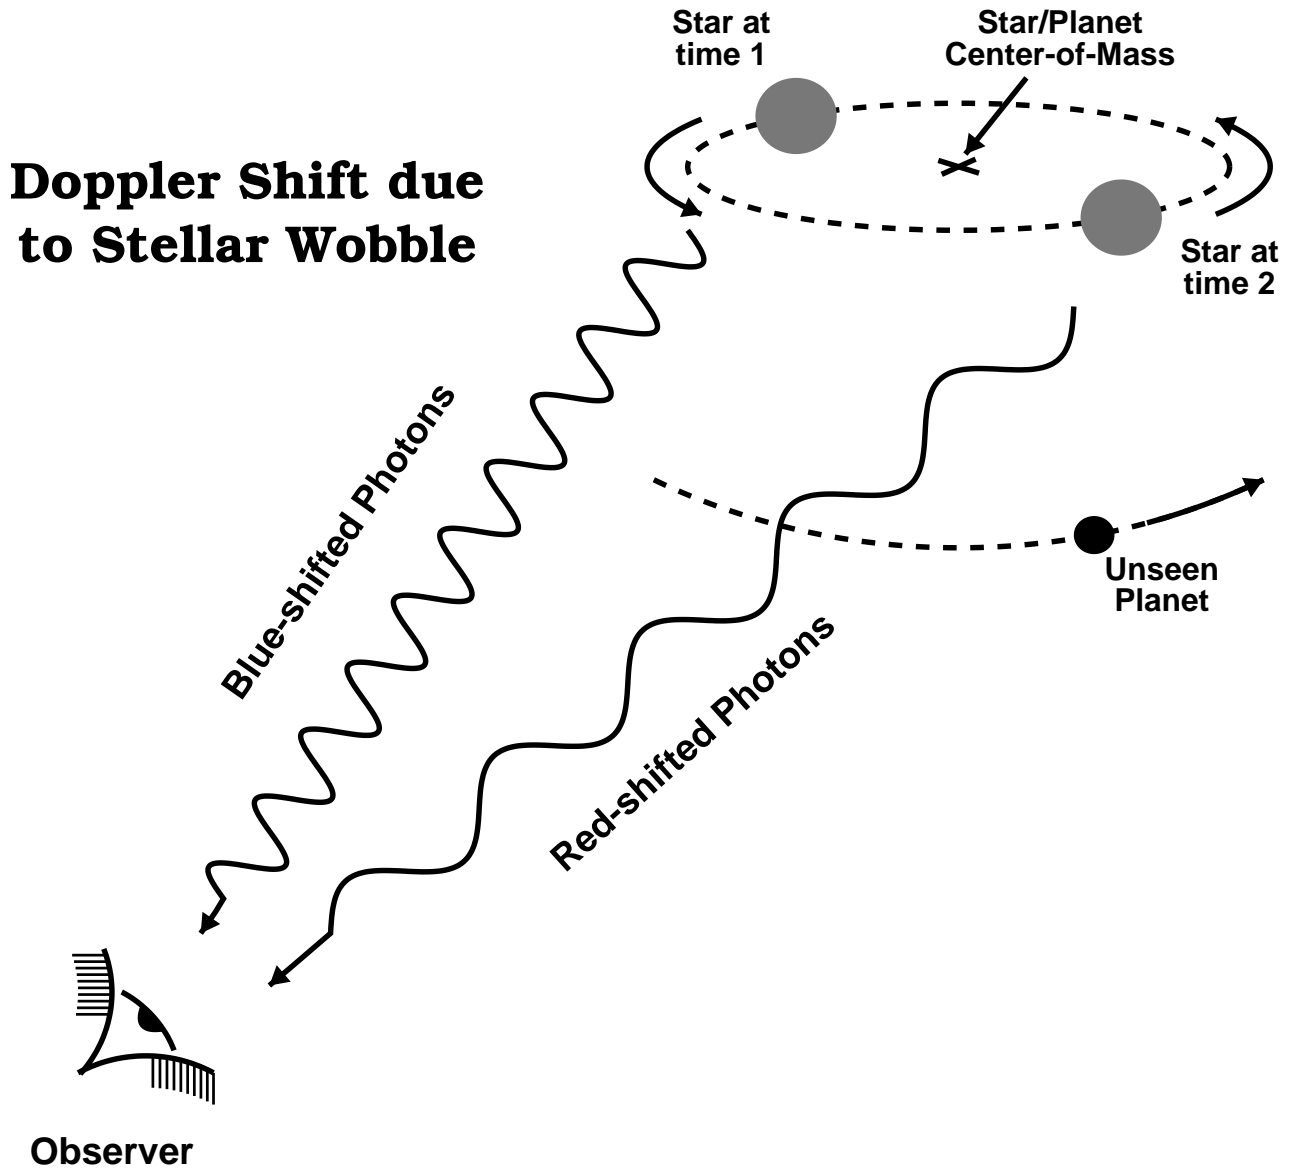 Star at
time 1
Star/Planet
Center-of-Mass
Doppler Shift due
to Stellar Wobble
Star at
time 2
Blue-shifted Photons
Unseen
Planet
Red-shifted Photons
Observer